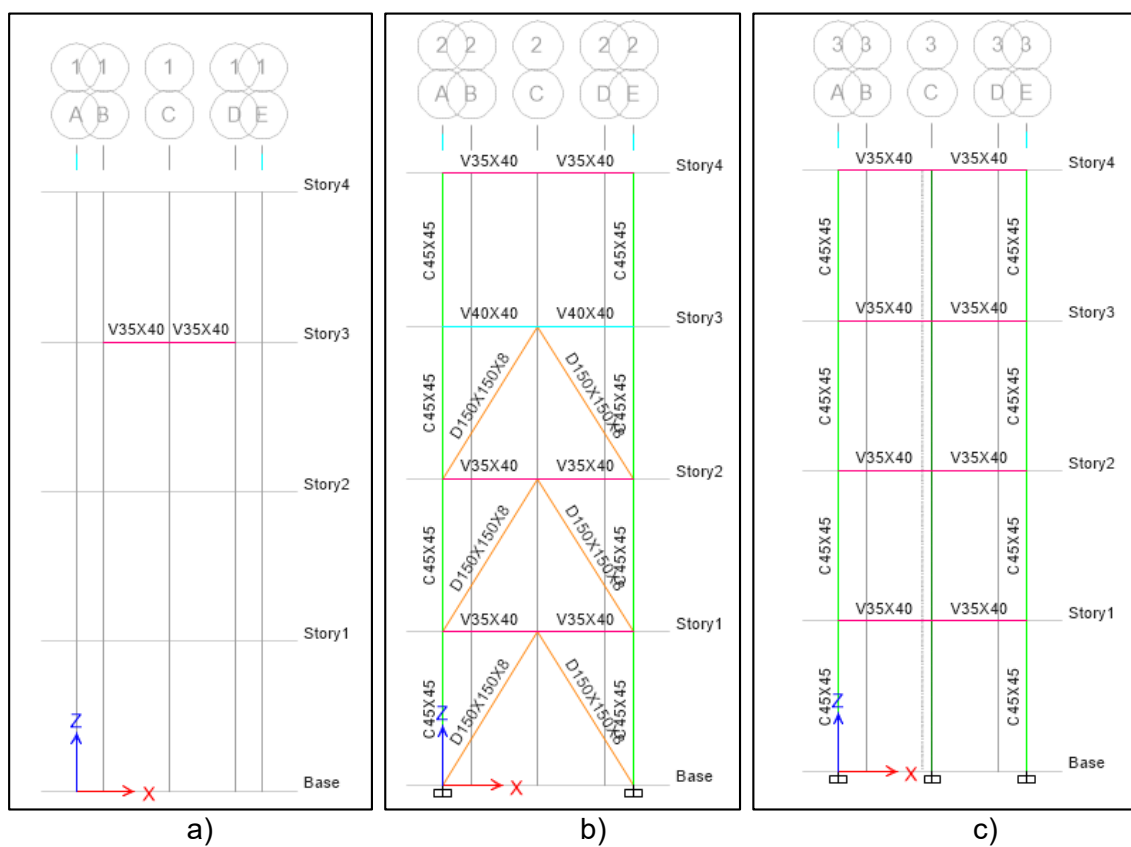 1 1 1 1 1
A B C D E
Story4
V35X40 V35X40
Story3
Story2
Story1
Z
X
Base
a)
2 2 2 2 2
A B C D E
V35X40 V35X40
Story4
C45X45 C45X45
V40X40 V40X40
Story3
C45X45 D150X150X8 D150X150X8 C45X45
V35X40 V35X40
Story2
C45X45 D150X150X8 D150X150X8 C45X45
V35X40 V35X40
Story1
C45X45 D150X150X8 D150X150X8 C45X45
Z
X
Base
b)
3 3 3 3 3
A B C D E
V35X40 V35X40
Story4
C45X45 C45X45
V35X40 V35X40
Story3
C45X45 C45X45
V35X40 V35X40
Story2
C45X45 C45X45
V35X40 V35X40
Story1
C45X45 C45X45
Z
X
Base
c)